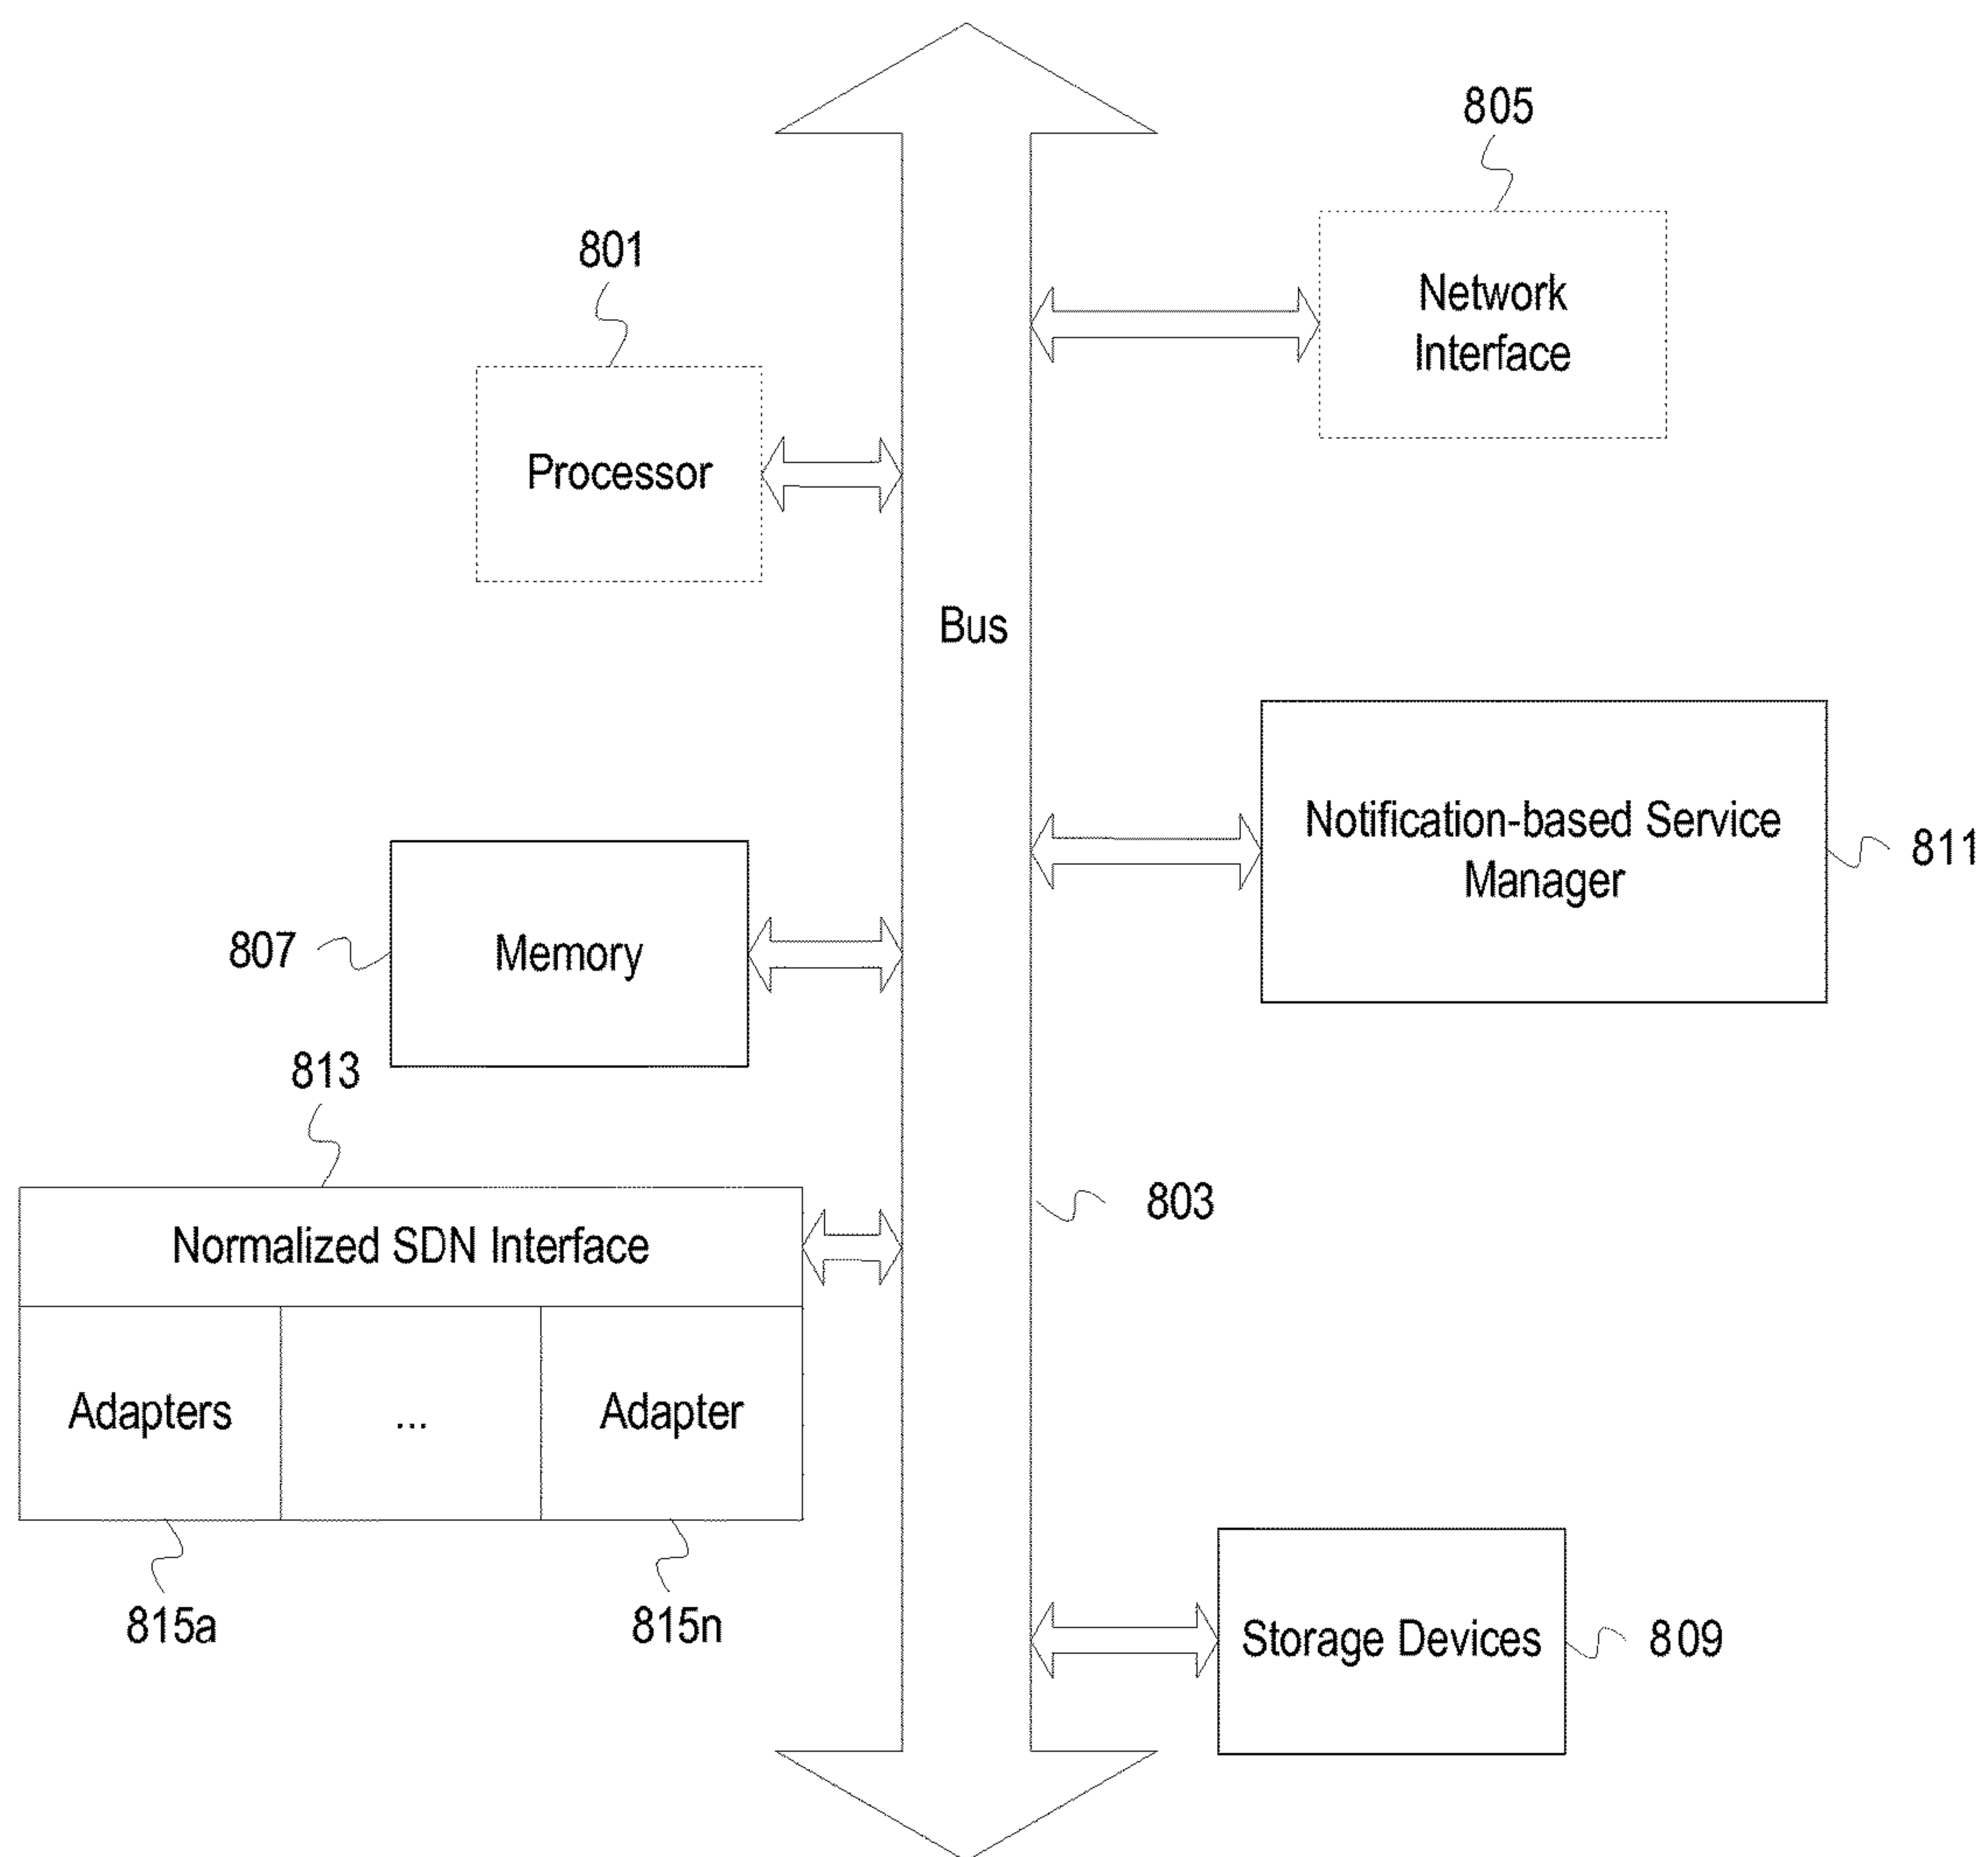 805
801
Network
Interface
Processor
Bus
Notification-based Service
Manager
811
807
Memory
813
803
Normalized SDN Interface
Adapters
...
Adapter
815a
815n
Storage Devices
809